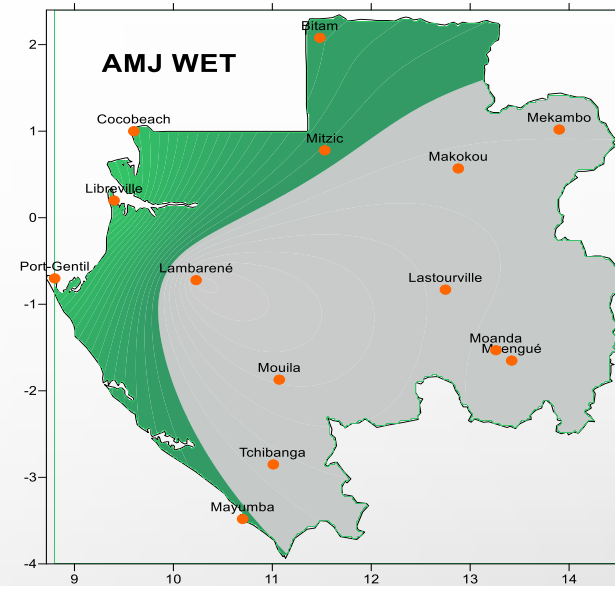 AMJ WET
Bitam
2
Cocobeach
Mekambo
1
Mitzic
Makokou
Libreville
0
Port-Gentil
Lambarené
Lastourville
-1
Moanda
Mouila
-2
Tchibanga
-3
Mayumba
-4
9 10 11 12 13 14